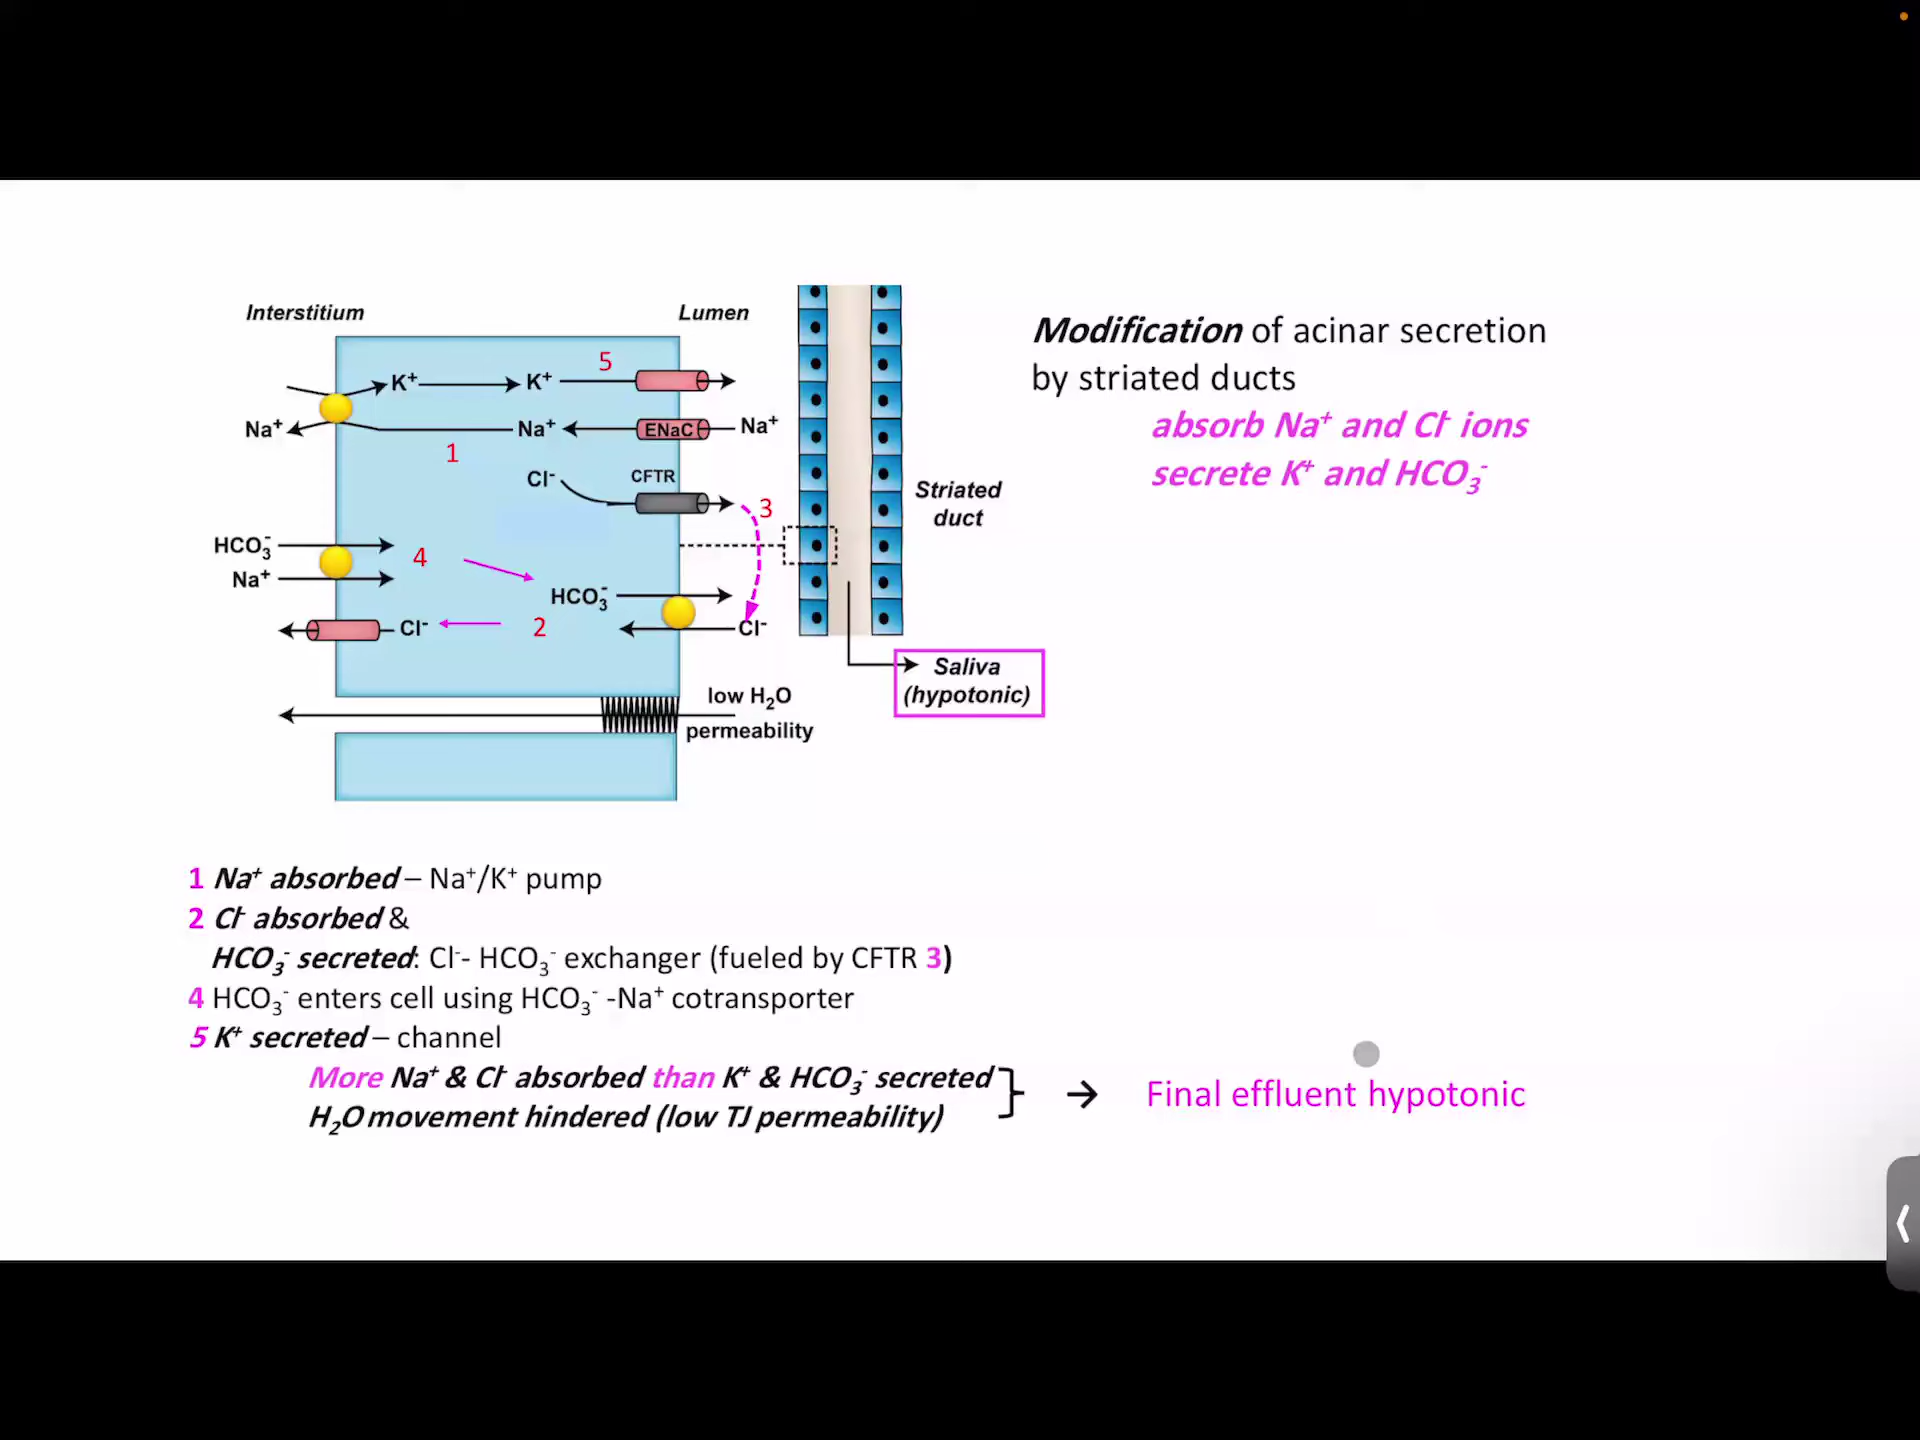 Interstitium
Lumen
K⁺
K⁺
5
Na⁺
Na⁺
ENaC
Na⁺
1
Cl⁻
CFTR
3
HCO₃⁻
4
Na⁺
HCO₃⁻
Cl⁻
2
Cl⁻
low H₂O
permeability
Striated
duct
Saliva
(hypotonic)
Modification of acinar secretion
by striated ducts
absorb Na⁺ and Cl⁻ ions
secrete K⁺ and HCO₃⁻
1 Na⁺ absorbed – Na⁺/K⁺ pump
2 Cl⁻ absorbed &
HCO₃⁻ secreted: Cl⁻- HCO₃⁻ exchanger (fueled by CFTR 3)
4 HCO₃⁻ enters cell using HCO₃⁻ -Na⁺ cotransporter
5 K⁺ secreted – channel
More Na⁺ & Cl⁻ absorbed than K⁺ & HCO₃⁻ secreted
H₂O movement hindered (low TJ permeability)
→ Final effluent hypotonic